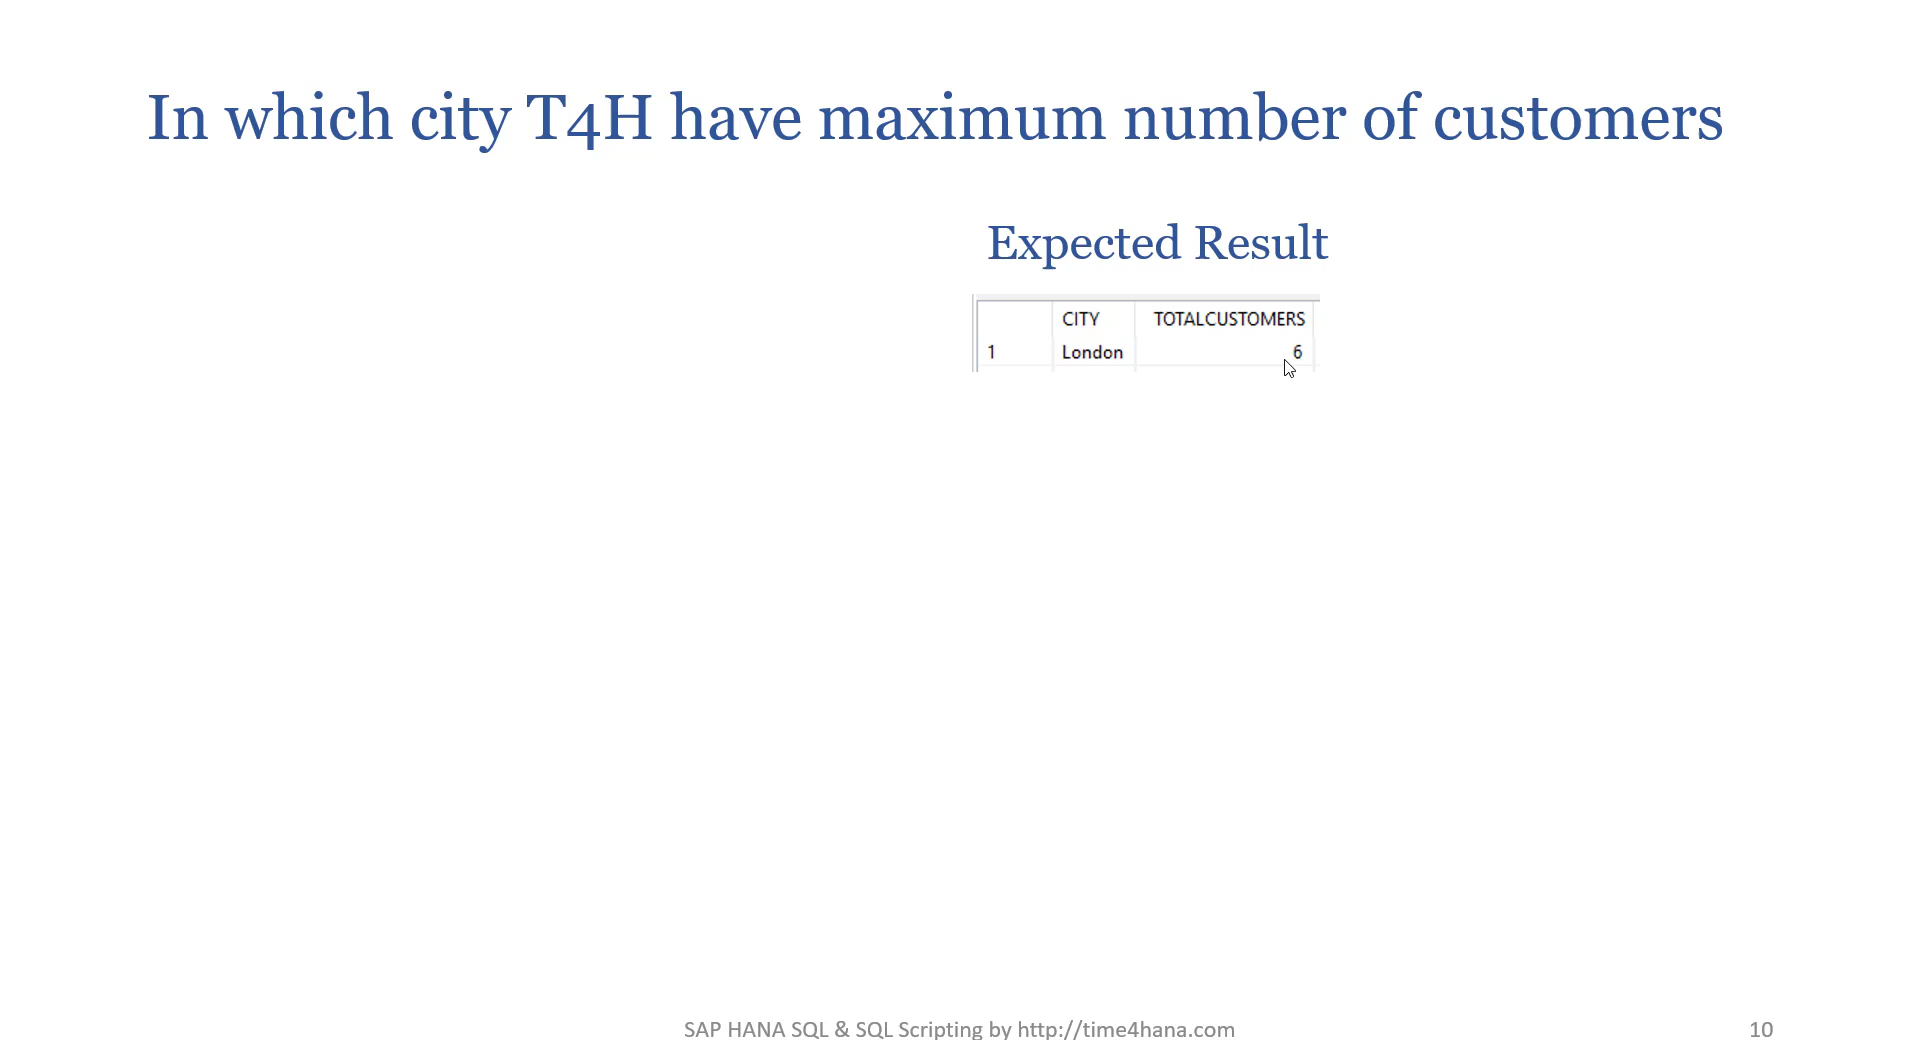 In which city T4H have maximum number of customers
Expected Result
CITY TOTALCUSTOMERS
1 London 6
SAP HANA SQL & SQL Scripting by http://time4hana.com 10